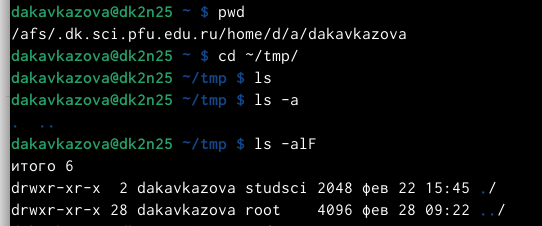 dakavkazova@dk2n25 ~ $ pwd
/afs/.dk.sci.pfu.edu.ru/home/d/a/dakavkazova
dakavkazova@dk2n25 ~ $ cd ~/tmp/
dakavkazova@dk2n25 ~/tmp $ ls
dakavkazova@dk2n25 ~/tmp $ ls -a
.  ..
dakavkazova@dk2n25 ~/tmp $ ls -alF
итого 6
drwxr-xr-x  2 dakavkazova studsci 2048 фев 22 15:45 ./
drwxr-xr-x 28 dakavkazova root    4096 фев 28 09:22 ../